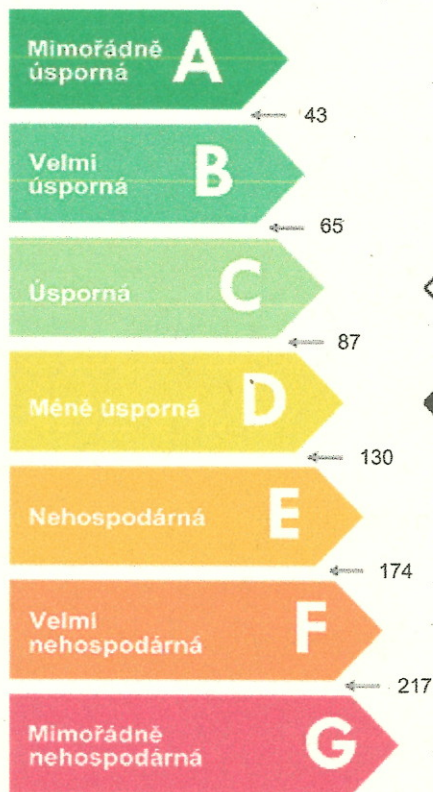 Mimořádně
úsporná A
43
Velmi
úsporná B
65
Úsporná C
87
Méně úsporná D
130
Nehospodárná E
174
Velmi
nehospodárná F
217
Mimořádně
nehospodárná G